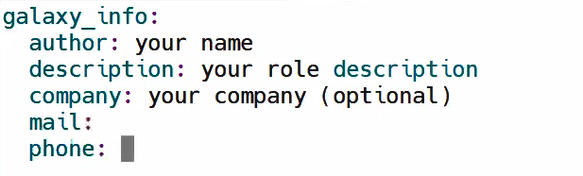 galaxy_info:
  author: your name
  description: your role description
  company: your company (optional)
  mail:
  phone: